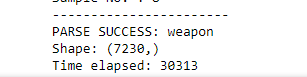 -----------------------
PARSE SUCCESS: weapon
Shape: (7230,)
Time elapsed: 30313